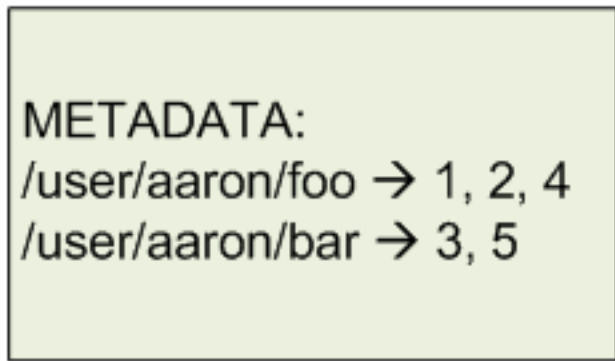 METADATA:
/user/aaron/foo → 1, 2, 4
/user/aaron/bar → 3, 5